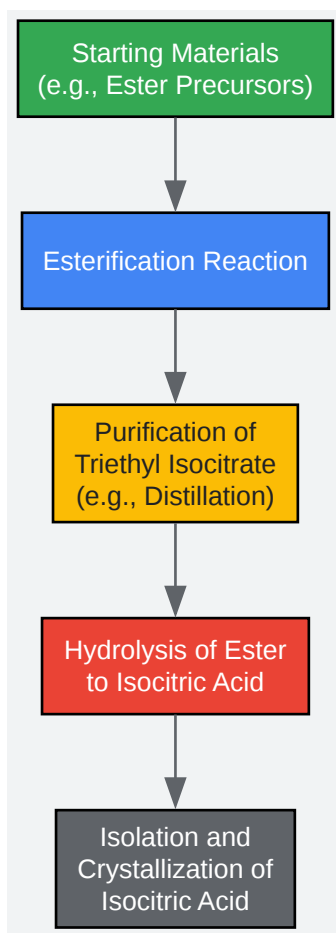 Starting Materials
(e.g., Ester Precursors)
Esterification Reaction
Purification of
Triethyl Isocitrate
(e.g., Distillation)
Hydrolysis of Ester
to Isocitric Acid
Isolation and
Crystallization of
Isocitric Acid